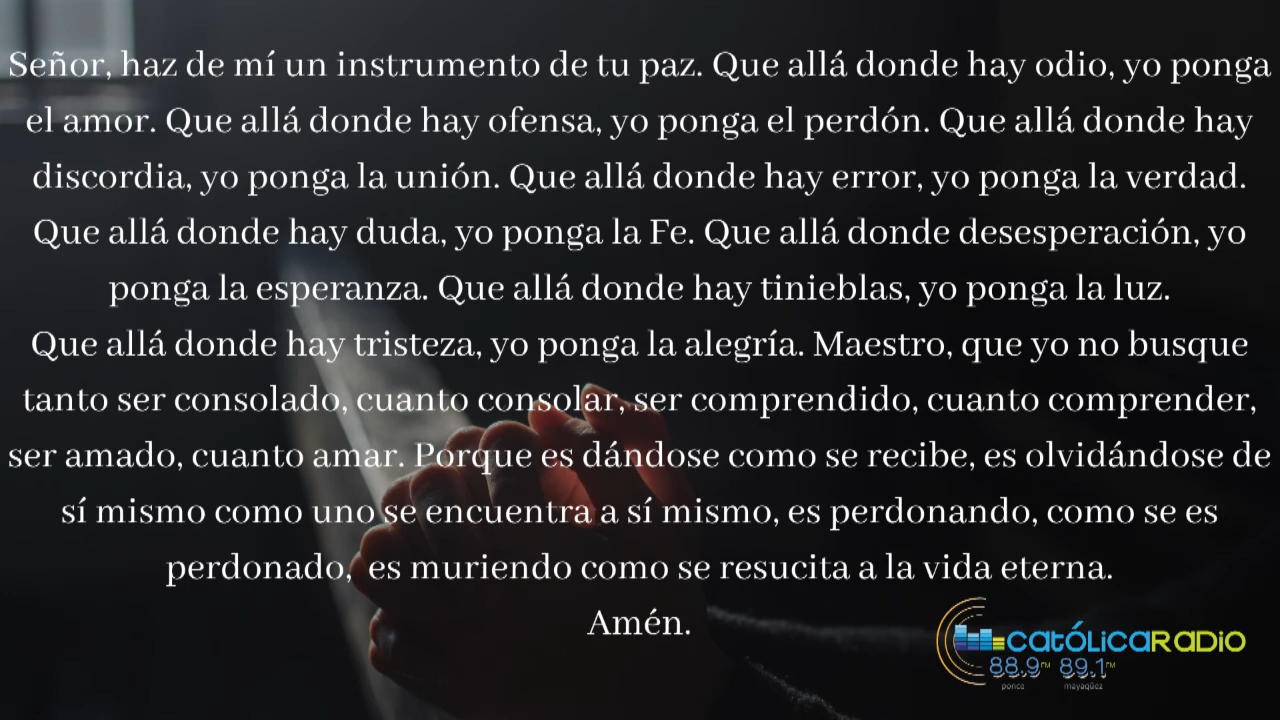 Señor, haz de mí un instrumento de tu paz. Que allá donde hay odio, yo ponga
el amor. Que allá donde hay ofensa, yo ponga el perdón. Que allá donde hay
discordia, yo ponga la unión. Que allá donde hay error, yo ponga la verdad.
Que allá donde hay duda, yo ponga la Fe. Que allá donde desesperación, yo
ponga la esperanza. Que allá donde hay tinieblas, yo ponga la luz.
Que allá donde hay tristeza, yo ponga la alegría. Maestro, que yo no busque
tanto ser consolado, cuanto consolar, ser comprendido, cuanto comprender,
ser amado, cuanto amar. Porque es dándose como se recibe, es olvidándose de
sí mismo como uno se encuentra a sí mismo, es perdonando, como se es
perdonado, es muriendo como se resucita a la vida eterna.
Amén.
católicaRadio
88.9 FM 89.1 FM
ponce mayagüez